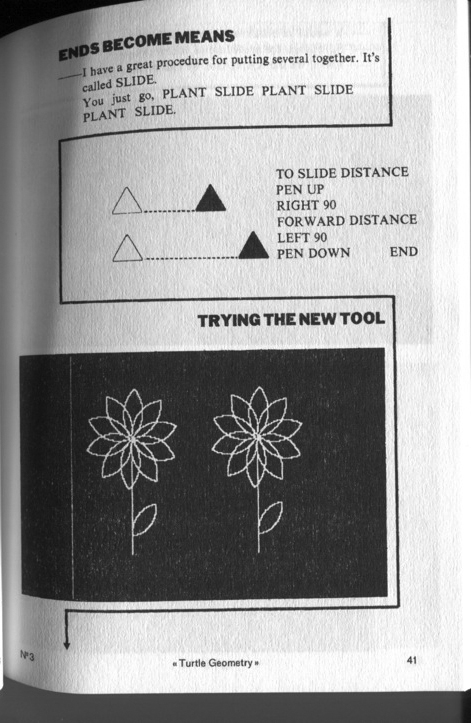 ENDS BECOME MEANS
—I have a great procedure for putting several together. It's
called SLIDE.
You just go, PLANT SLIDE PLANT SLIDE
PLANT SLIDE.
TO SLIDE DISTANCE
PEN UP
RIGHT 90
FORWARD DISTANCE
LEFT 90
PEN DOWN END
TRYING THE NEW TOOL
Nº3
« Turtle Geometry »
41